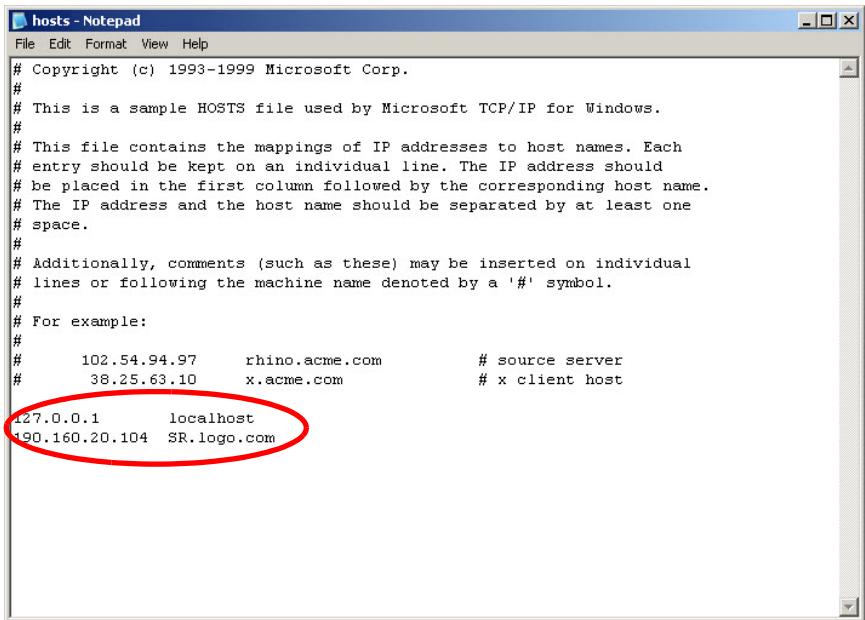 hosts - Notepad
File Edit Format View Help
# Copyright (c) 1993-1999 Microsoft Corp.
#
# This is a sample HOSTS file used by Microsoft TCP/IP for Windows.
#
# This file contains the mappings of IP addresses to host names. Each
# entry should be kept on an individual line. The IP address should
# be placed in the first column followed by the corresponding host name.
# The IP address and the host name should be separated by at least one
# space.
#
# Additionally, comments (such as these) may be inserted on individual
# lines or following the machine name denoted by a '#' symbol.
#
# For example:
#
#      102.54.94.97     rhino.acme.com          # source server
#       38.25.63.10     x.acme.com              # x client host
127.0.0.1       localhost
190.160.20.104  SR.logo.com